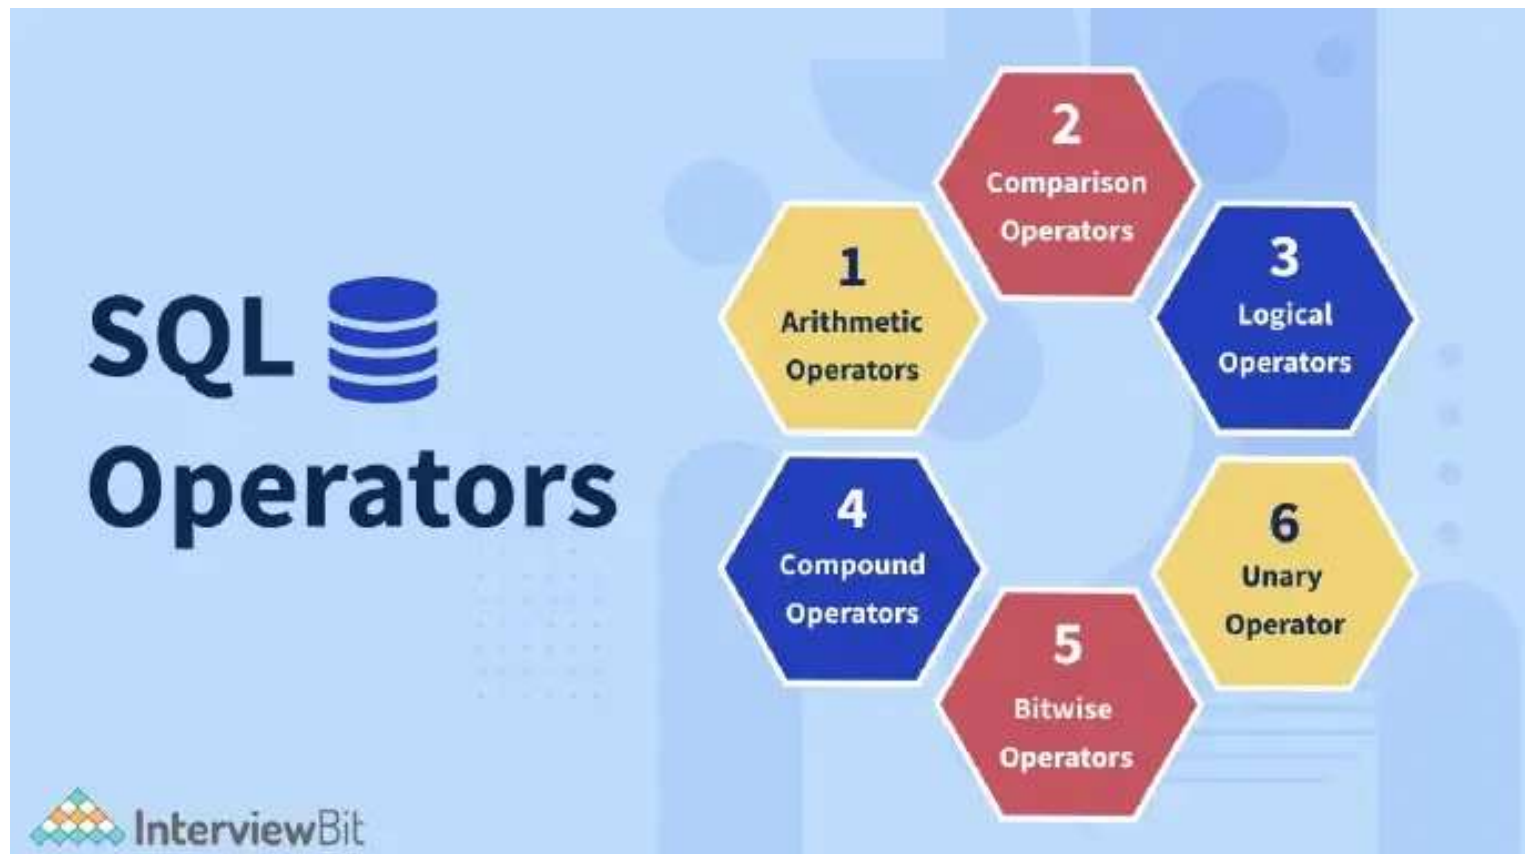 SQL
Operators
1
Arithmetic
Operators
2
Comparison
Operators
3
Logical
Operators
4
Compound
Operators
5
Bitwise
Operators
6
Unary
Operator
InterviewBit